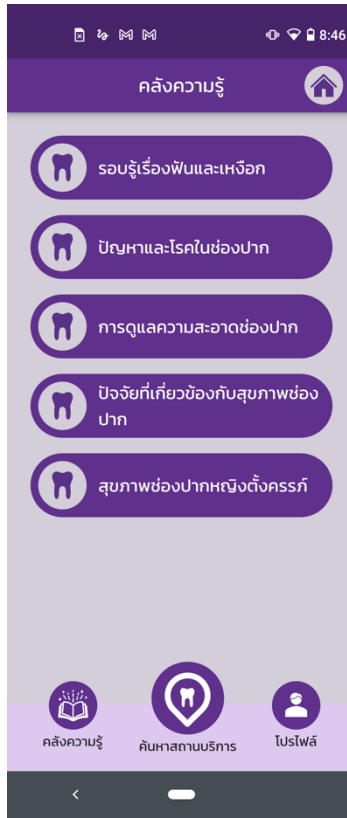 8:46
คลังความรู้
รอบรู้เรื่องฟันและเหงือก
ปัญหาและโรคในช่องปาก
การดูแลความสะอาดช่องปาก
ปัจจัยที่เกี่ยวข้องกับสุขภาพช่อง
ปาก
สุขภาพช่องปากหญิงตั้งครรภ์
คลังความรู้
ค้นหาสถานบริการ
โปรไฟล์